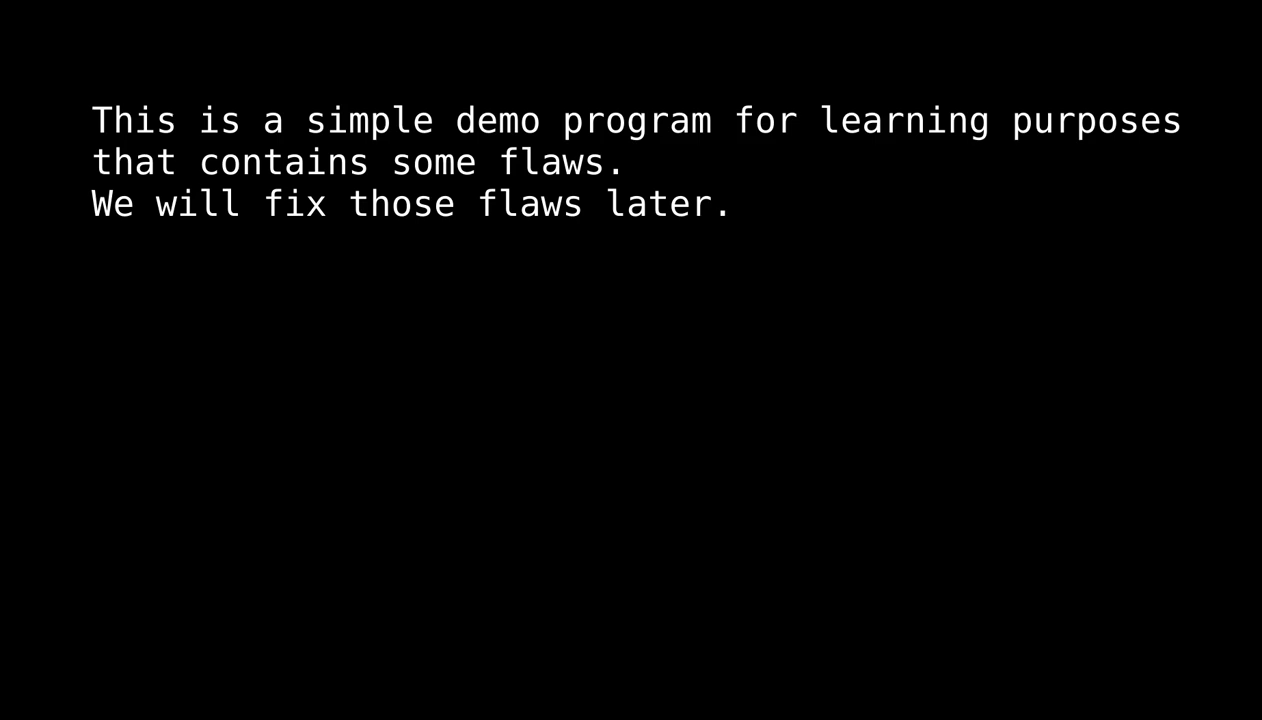 This is a simple demo program for learning purposes
that contains some flaws.
We will fix those flaws later.